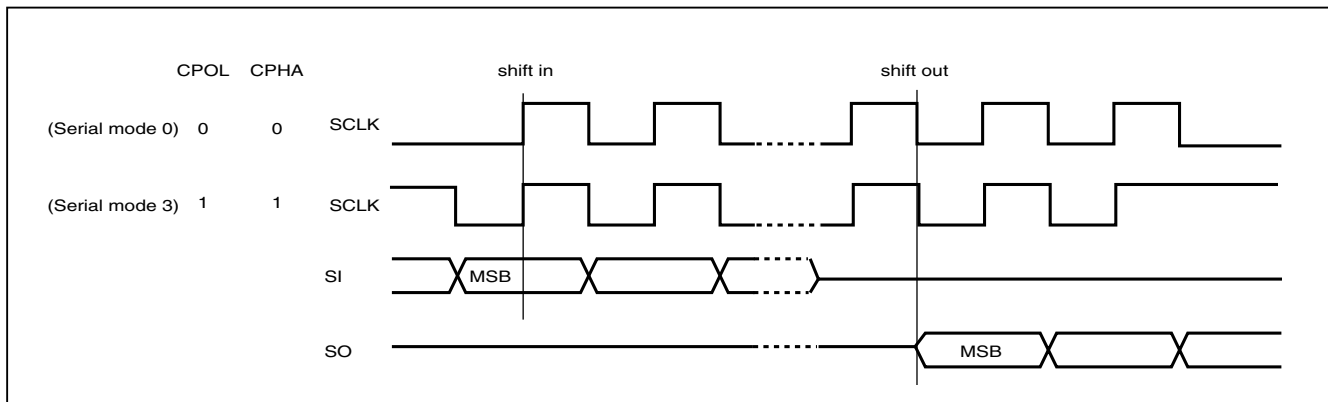 CPOL CPHA shift in shift out
(Serial mode 0) 0 0 SCLK
(Serial mode 3) 1 1 SCLK
SI MSB
SO MSB